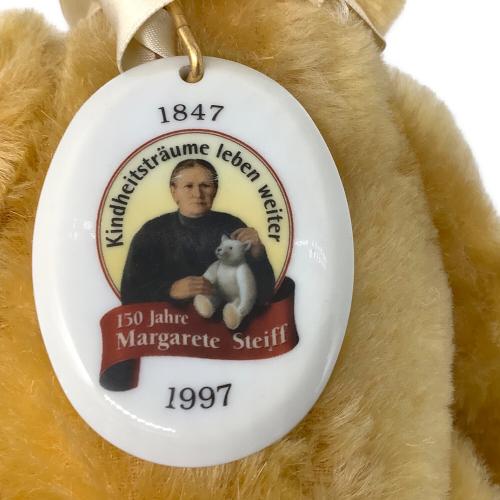 1847
Kindheitsträume leben weiter
150 Jahre
Margarete Steiff
1997